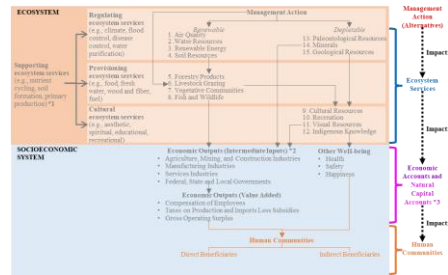 ECOSYSTEM
Regulating
ecosystem services
(e.g., climate, flood
control, disease
control, water
purification)
Supporting
ecosystem services
(e.g., nutrient
cycling, soil
formation,
primary production) *1
Provisioning
ecosystem services
(e.g., food, fresh
water, wood and fiber,
fuel)
Cultural
ecosystem services
(e.g., aesthetic,
spiritual, educational,
recreational)
Management Action
Renewable
Depletable
1. Air Quality
2. Water Resources
3. Renewable Energy
4. Soil Resources
13. Paleontological Resources
14. Minerals
15. Geological Resources
5. Forestry Products
6. Livestock Grazing
7. Vegetative Communities
8. Fish and Wildlife
9. Cultural Resources
10. Recreation
11. Visual Resources
12. Indigenous Knowledge
SOCIOECONOMIC
SYSTEM
Economic Outputs (Intermediate Inputs) *2
Agriculture, Mining, and Construction Industries
Manufacturing Industries
Services Industries
Federal, State and Local Governments
Other Well-being
Health
Safety
Happiness
Economic Outputs (Value Added)
Compensation of Employees
Taxes on Production and Imports Less Subsidies
Gross Operating Surplus
Human Communities
Direct Beneficiaries
Indirect Beneficiaries
Management
Action
(Alternatives)
Impact
Ecosystem
Services
Impact
Economic
Accounts and
Natural
Capital
Accounts *3
Impact
Human
Communities